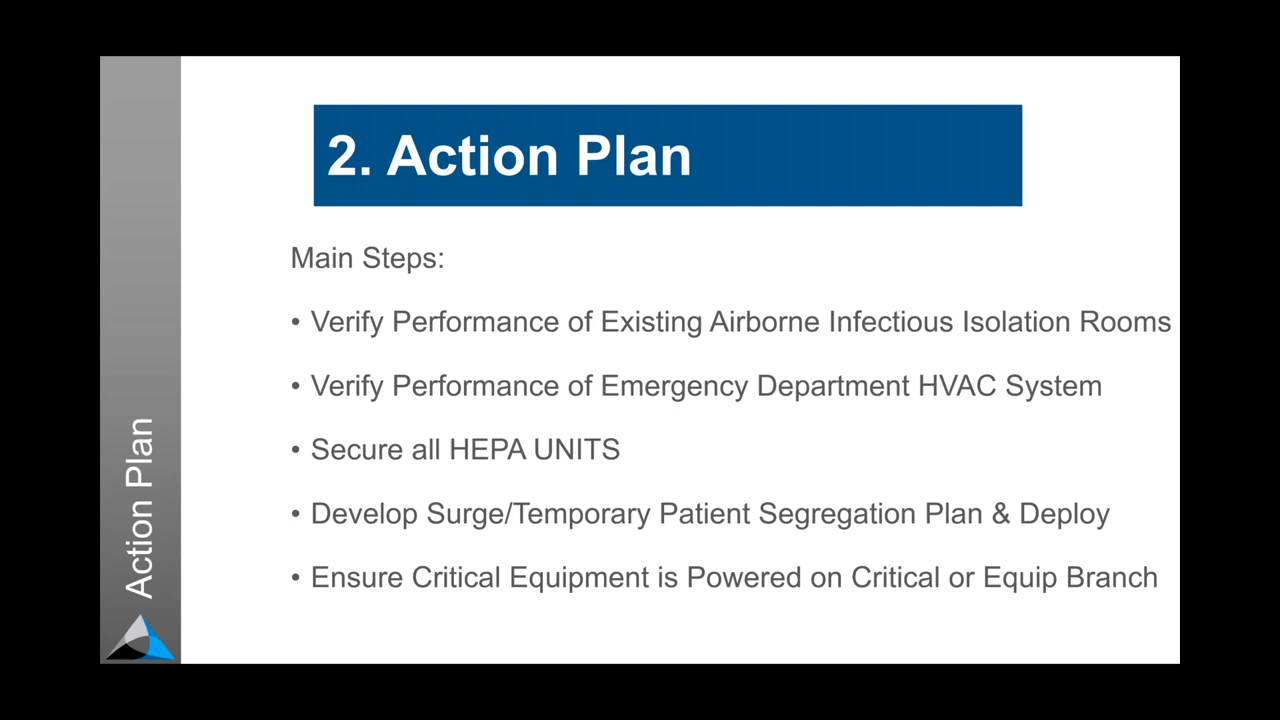 2. Action Plan
Main Steps:
• Verify Performance of Existing Airborne Infectious Isolation Rooms
• Verify Performance of Emergency Department HVAC System
• Secure all HEPA UNITS
• Develop Surge/Temporary Patient Segregation Plan & Deploy
• Ensure Critical Equipment is Powered on Critical or Equip Branch
Action Plan